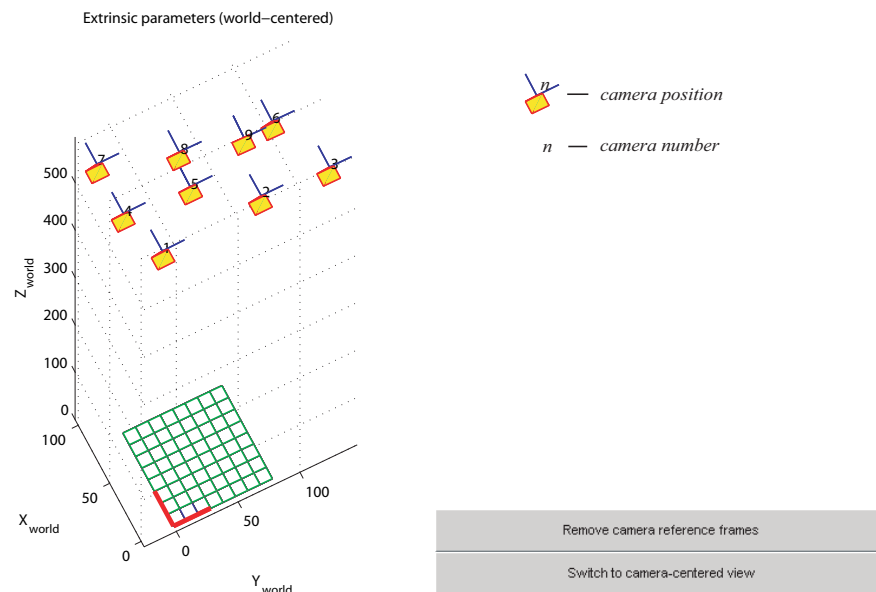 Extrinsic parameters (world−centered)
n — camera position
n — camera number
7
8
9
6
5
3
4
2
1
500
400
300
200
100
0
Z world
100
50
0
X world
0
50
100
Y world
Remove camera reference frames
Switch to camera-centered view